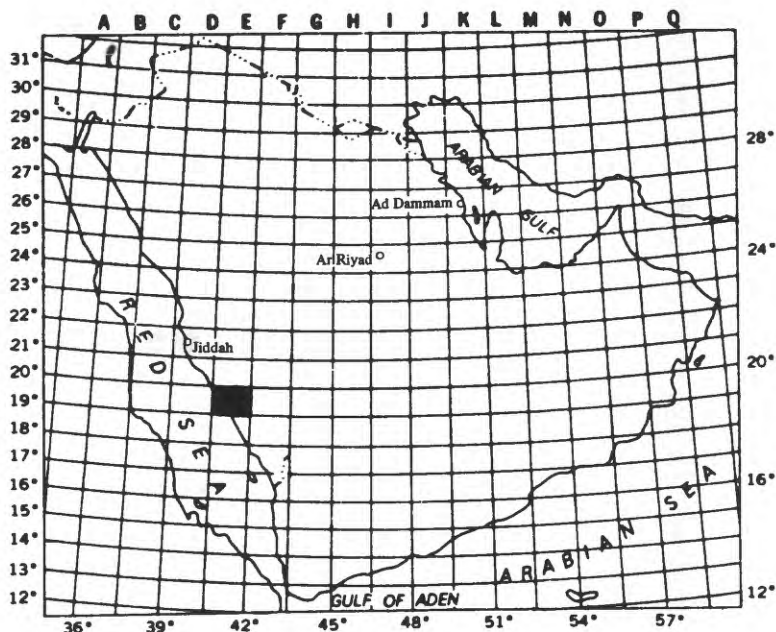 A B C D E F G H I J K L M N O P Q
31°
30°
29°
28°
28°
27°
ARABIAN
26°
Ad Dammam
GULF
25°
24°
Ar Riyad
24°
23°
22°
21°
Jiddah
20°
20°
19°
18°
17°
16°
RED SEA
16°
15°
14°
13°
ARABIAN SEA
12°
GULF OF ADEN
12°
36° 39° 42° 45° 48° 51° 54° 57°